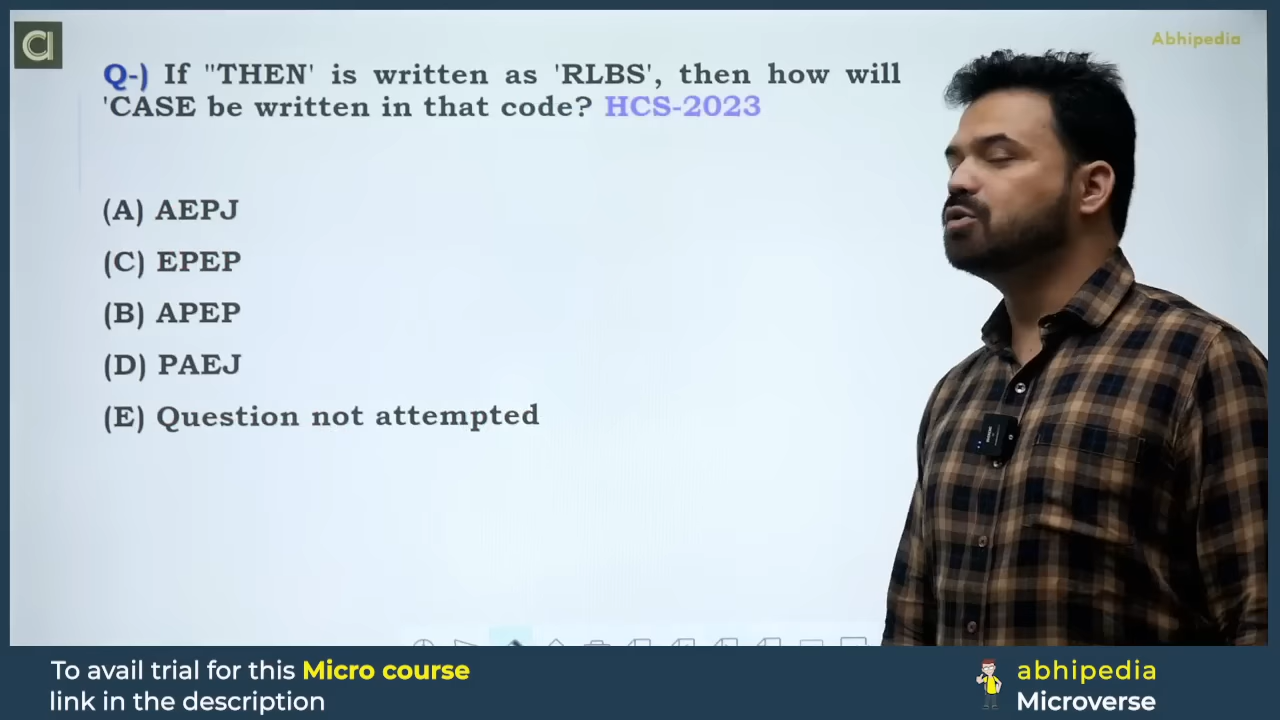 CI
Abhipedia
Q-) If "THEN' is written as 'RLBS', then how will
'CASE be written in that code? HCS-2023
(A) AEPJ
(C) EPEP
(B) APEP
(D) PAEJ
(E) Question not attempted
To avail trial for this Micro course
link in the description
abhipedia
Microverse